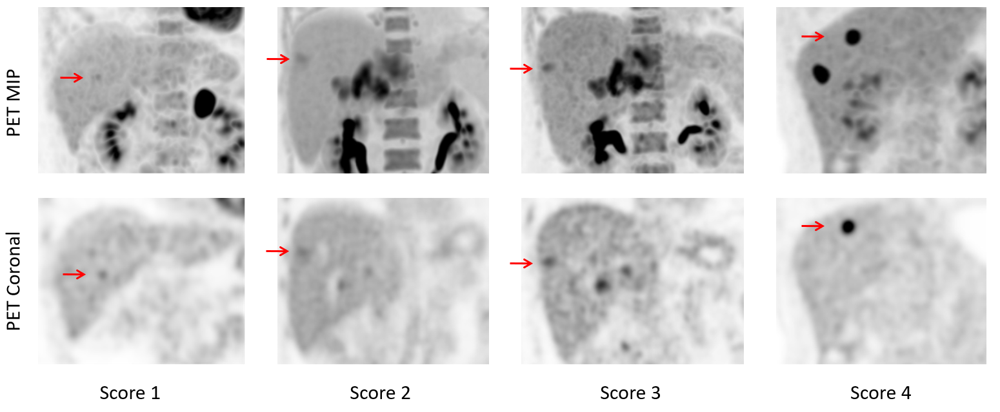 PET MIP
PET Coronal
Score 1
Score 2
Score 3
Score 4